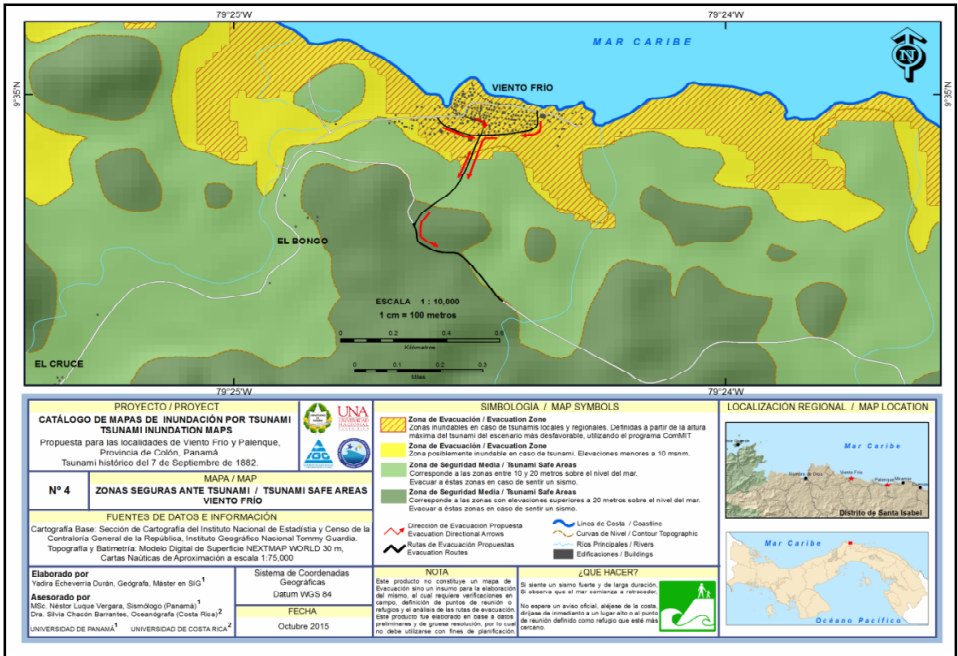 79°25'W
79°24'W
MAR CARIBE
N
9°35'N
9°35'N
VIENTO FRÍO
EL BONGO
ESCALA 1 : 10,000
1 cm = 100 metros
0 0.2 0.4 0.6
Kilómetros
0 0.1 0.2 0.3
Millas
EL CRUCE
79°25'W
79°24'W
PROYECTO / PROYECT
CATÁLOGO DE MAPAS DE INUNDACIÓN POR TSUNAMI
TSUNAMI INUNDATION MAPS
Propuesta para las localidades de Viento Frío y Palenque,
Provincia de Colón, Panamá.
Tsunami histórico del 7 de Septiembre de 1882.
UNA
UNIVERSIDAD
NACIONAL
COSTA RICA
IOC
Nº 4
MAPA / MAP
ZONAS SEGURAS ANTE TSUNAMI / TSUNAMI SAFE AREAS
VIENTO FRÍO
FUENTES DE DATOS E INFORMACIÓN
Cartografía Base: Sección de Cartografía del Instituto Nacional de Estadística y Censo de la
Contraloría General de la República, Instituto Geográfico Nacional Tommy Guardia.
Topografía y Batimetría: Modelo Digital de Superficie NEXTMAP WORLD 30 m,
Cartas Naúticas de Aproximación a escala 1:75,000
Elaborado por
Yadira Echeverría Durán, Geógrafa, Máster en SIG1
Asesorado por
MSc. Néstor Luque Vergara, Sismólogo (Panamá)1
Dra. Silvia Chacón Barrantes, Oceanógrafa (Costa Rica)2
UNIVERSIDAD DE PANAMÁ1 UNIVERSIDAD DE COSTA RICA2
Sistema de Coordenadas
Geográficas
Datum WGS 84
FECHA
Octubre 2015
SIMBOLOGÍA / MAP SYMBOLS
Zona de Evacuación / Evacuation Zone
Zonas inundables en caso de tsunamis locales y regionales. Definidas a partir de la altura
máxima del tsunami del escenario más desfavorable, utilizando el programa ComMIT
Zona de Evacuación / Evacuation Zone
Zona posiblemente inundable en caso de tsunami. Elevaciones menores a 10 msnm.
Zona de Seguridad Media / Tsunami Safe Areas
Corresponde a las zonas entre 10 y 20 metros sobre el nivel del mar.
Evacuar a éstas zonas en caso de sentir un sismo.
Zona de Seguridad Media / Tsunami Safe Areas
Corresponde a las zonas con elevaciones superiores a 20 metros sobre el nivel del mar.
Evacuar a éstas zonas en caso de sentir un sismo.
Dirección de Evacuación Propuesta
Evacuation Directional Arrows
Rutas de Evacuación Propuestas
Evacuation Routes
Línea de Costa / Coastline
Curvas de Nivel / Contour Topographic
Ríos Principales / Rivers
Edificaciones / Buildings
NOTA
Este producto no constituye un mapa de
Evacuación sino un insumo para la elaboración
del mismo, el cual requiere verificaciones en
campo, definición de puntos de reunión o
refugios y el análisis de las rutas de evacuación.
Este producto fue elaborado en base a datos
preliminares y de gruesa resolución, por lo cual
no debe utilizarse con fines de planificación.
¿QUE HACER?
Si siente un sismo fuerte y de larga duración,
Si observa que el mar comienza a retroceder,
No espere un aviso oficial, aléjese de la costa,
diríjase de inmediato a un lugar alto o al punto
de reunión definido como refugio que esté más
cercano.
LOCALIZACIÓN REGIONAL / MAP LOCATION
Mar Caribe
Nombre de Dios
Viento Frío
Palenque
Miramar
Distrito de Santa Isabel
Mar Caribe
Océano Pacífico